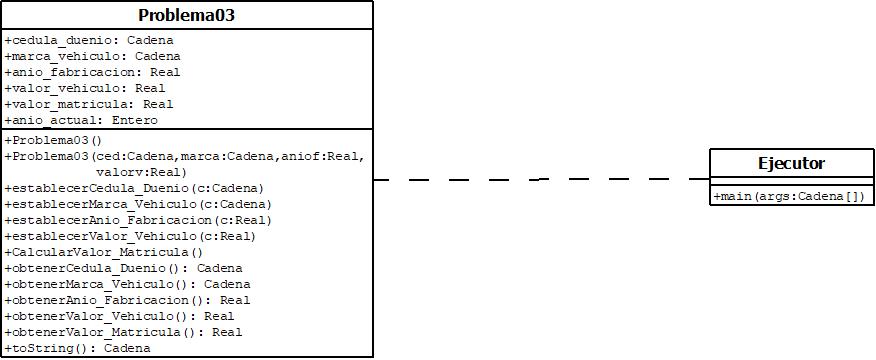 Problema03
+cedula_duenio: Cadena
+marca_vehiculo: Cadena
+anio_fabricacion: Real
+valor_vehiculo: Real
+valor_matricula: Real
+anio_actual: Entero
+Problema03()
+Problema03(ced:Cadena,marca:Cadena,aniof:Real,
valorv:Real)
+establecerCedula_Duenio(c:Cadena)
+establecerMarca_Vehiculo(c:Cadena)
+establecerAnio_Fabricacion(c:Real)
+establecerValor_Vehiculo(c:Real)
+CalcularValor_Matricula()
+obtenerCedula_Duenio(): Cadena
+obtenerMarca_Vehiculo(): Cadena
+obtenerAnio_Fabricacion(): Real
+obtenerValor_Vehiculo(): Real
+obtenerValor_Matricula(): Real
+toString(): Cadena
Ejecutor
+main(args:Cadena[])